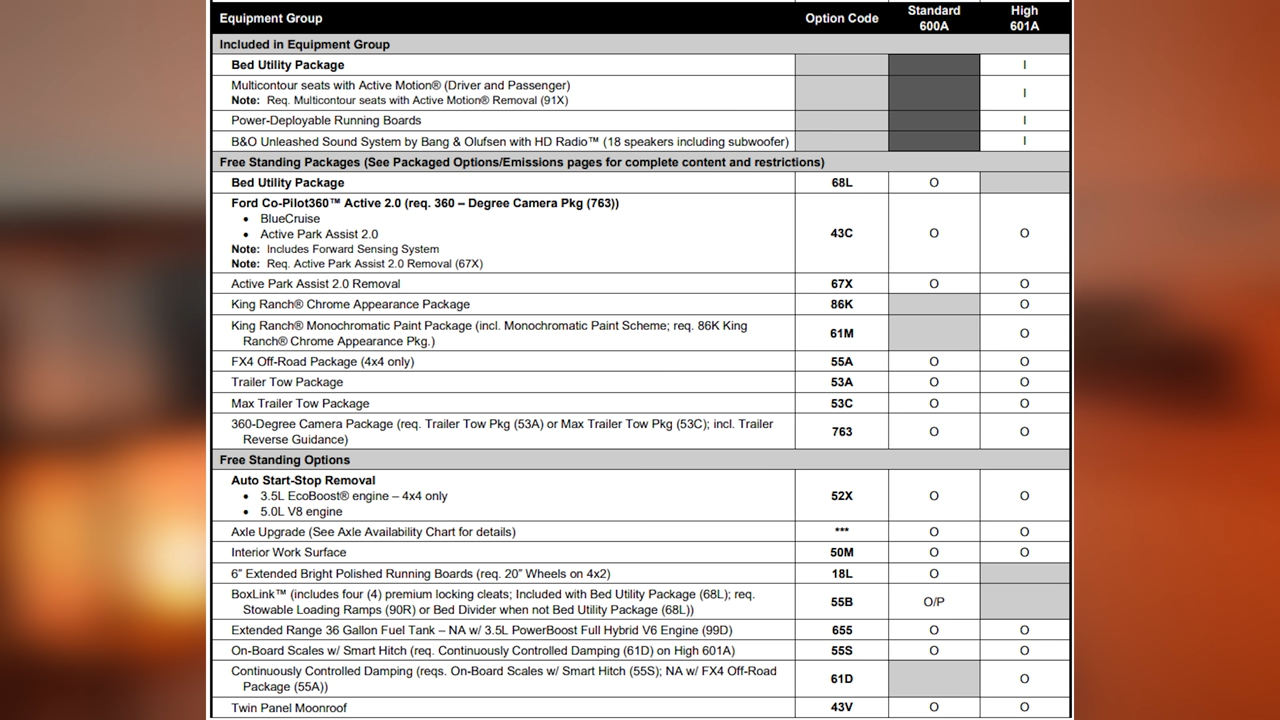 Equipment Group Option Code Standard 600A High 601A
Included in Equipment Group
Bed Utility Package I
Multicontour seats with Active Motion® (Driver and Passenger)
Note: Req. Multicontour seats with Active Motion® Removal (91X) I
Power-Deployable Running Boards I
B&O Unleashed Sound System by Bang & Olufsen with HD Radio™ (18 speakers including subwoofer) I
Free Standing Packages (See Packaged Options/Emissions pages for complete content and restrictions)
Bed Utility Package 68L O
Ford Co-Pilot360™ Active 2.0 (req. 360 – Degree Camera Pkg (763))
• BlueCruise
• Active Park Assist 2.0 43C O O
Note: Includes Forward Sensing System
Note: Req. Active Park Assist 2.0 Removal (67X)
Active Park Assist 2.0 Removal 67X O O
King Ranch® Chrome Appearance Package 86K O
King Ranch® Monochromatic Paint Package (incl. Monochromatic Paint Scheme; req. 86K King
Ranch® Chrome Appearance Pkg.) 61M O
FX4 Off-Road Package (4x4 only) 55A O O
Trailer Tow Package 53A O O
Max Trailer Tow Package 53C O O
360-Degree Camera Package (req. Trailer Tow Pkg (53A) or Max Trailer Tow Pkg (53C); incl. Trailer
Reverse Guidance) 763 O O
Free Standing Options
Auto Start-Stop Removal
• 3.5L EcoBoost® engine – 4x4 only 52X O O
• 5.0L V8 engine
Axle Upgrade (See Axle Availability Chart for details) *** O O
Interior Work Surface 50M O O
6” Extended Bright Polished Running Boards (req. 20” Wheels on 4x2) 18L O
BoxLink™ (includes four (4) premium locking cleats; Included with Bed Utility Package (68L); req.
Stowable Loading Ramps (90R) or Bed Divider when not Bed Utility Package (68L)) 55B O/P
Extended Range 36 Gallon Fuel Tank – NA w/ 3.5L PowerBoost Full Hybrid V6 Engine (99D) 655 O O
On-Board Scales w/ Smart Hitch (req. Continuously Controlled Damping (61D) on High 601A) 55S O O
Continuously Controlled Damping (reqs. On-Board Scales w/ Smart Hitch (55S); NA w/ FX4 Off-Road
Package (55A)) 61D O
Twin Panel Moonroof 43V O O